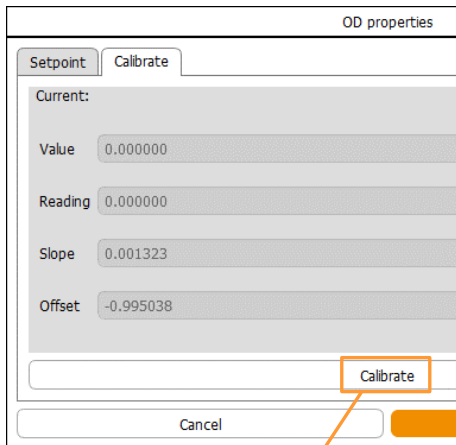 OD properties
Setpoint Calibrate
Current:
Value 0.000000
Reading 0.000000
Slope 0.001323
Offset -0.995038
Calibrate
Cancel